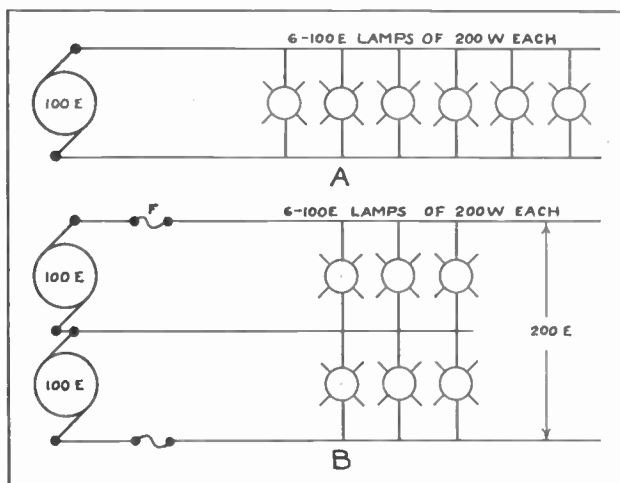 6-100E LAMPS OF 200 W EACH
100 E
A
F
6-100E LAMPS OF 200W EACH
100 E
200 E
100 E
B